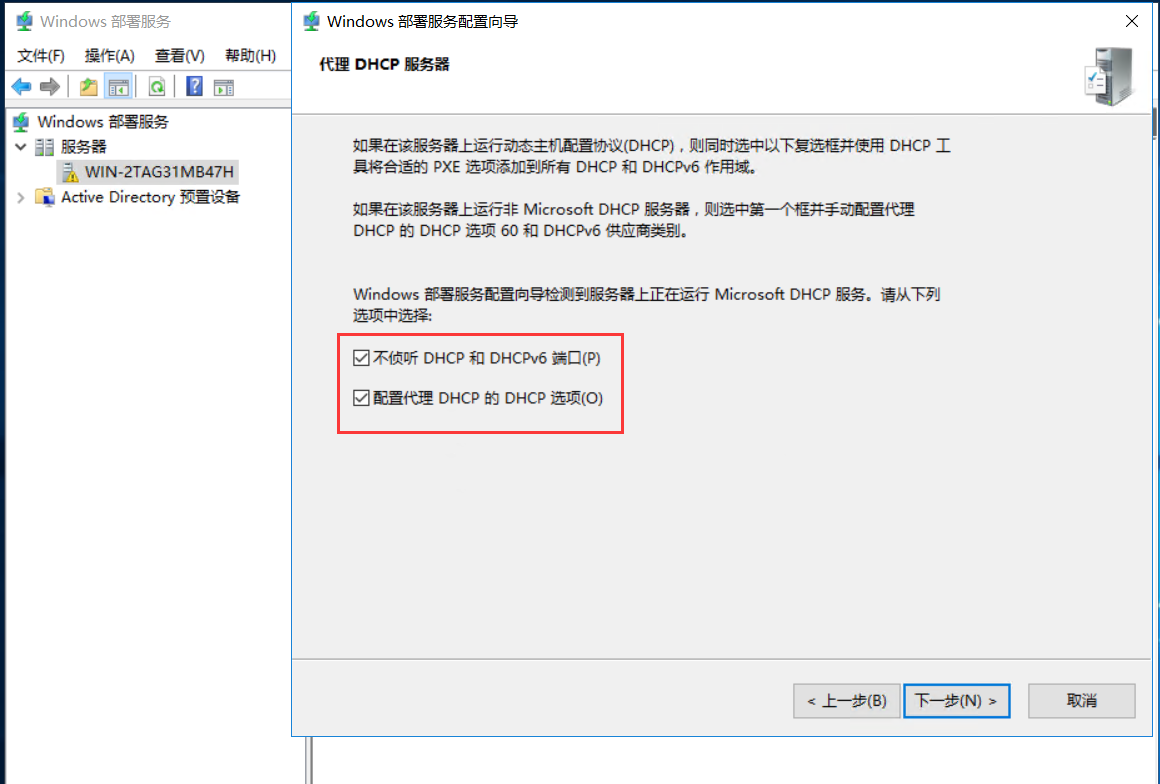 Windows 部署服务
文件(F) 操作(A) 查看(V) 帮助(H)
Windows 部署服务
服务器
WIN-2TAG31MB47H
Active Directory 预置设备
Windows 部署服务配置向导
代理 DHCP 服务器
如果在该服务器上运行动态主机配置协议(DHCP)，则同时选中以下复选框并使用 DHCP 工
具将合适的 PXE 选项添加到所有 DHCP 和 DHCPv6 作用域。
如果在该服务器上运行非 Microsoft DHCP 服务器，则选中第一个框并手动配置代理
DHCP 的 DHCP 选项 60 和 DHCPv6 供应商类别。
Windows 部署服务配置向导检测到服务器上正在运行 Microsoft DHCP 服务。请从下列
选项中选择:
不侦听 DHCP 和 DHCPv6 端口(P)
配置代理 DHCP 的 DHCP 选项(O)
< 上一步(B) 下一步(N) > 取消